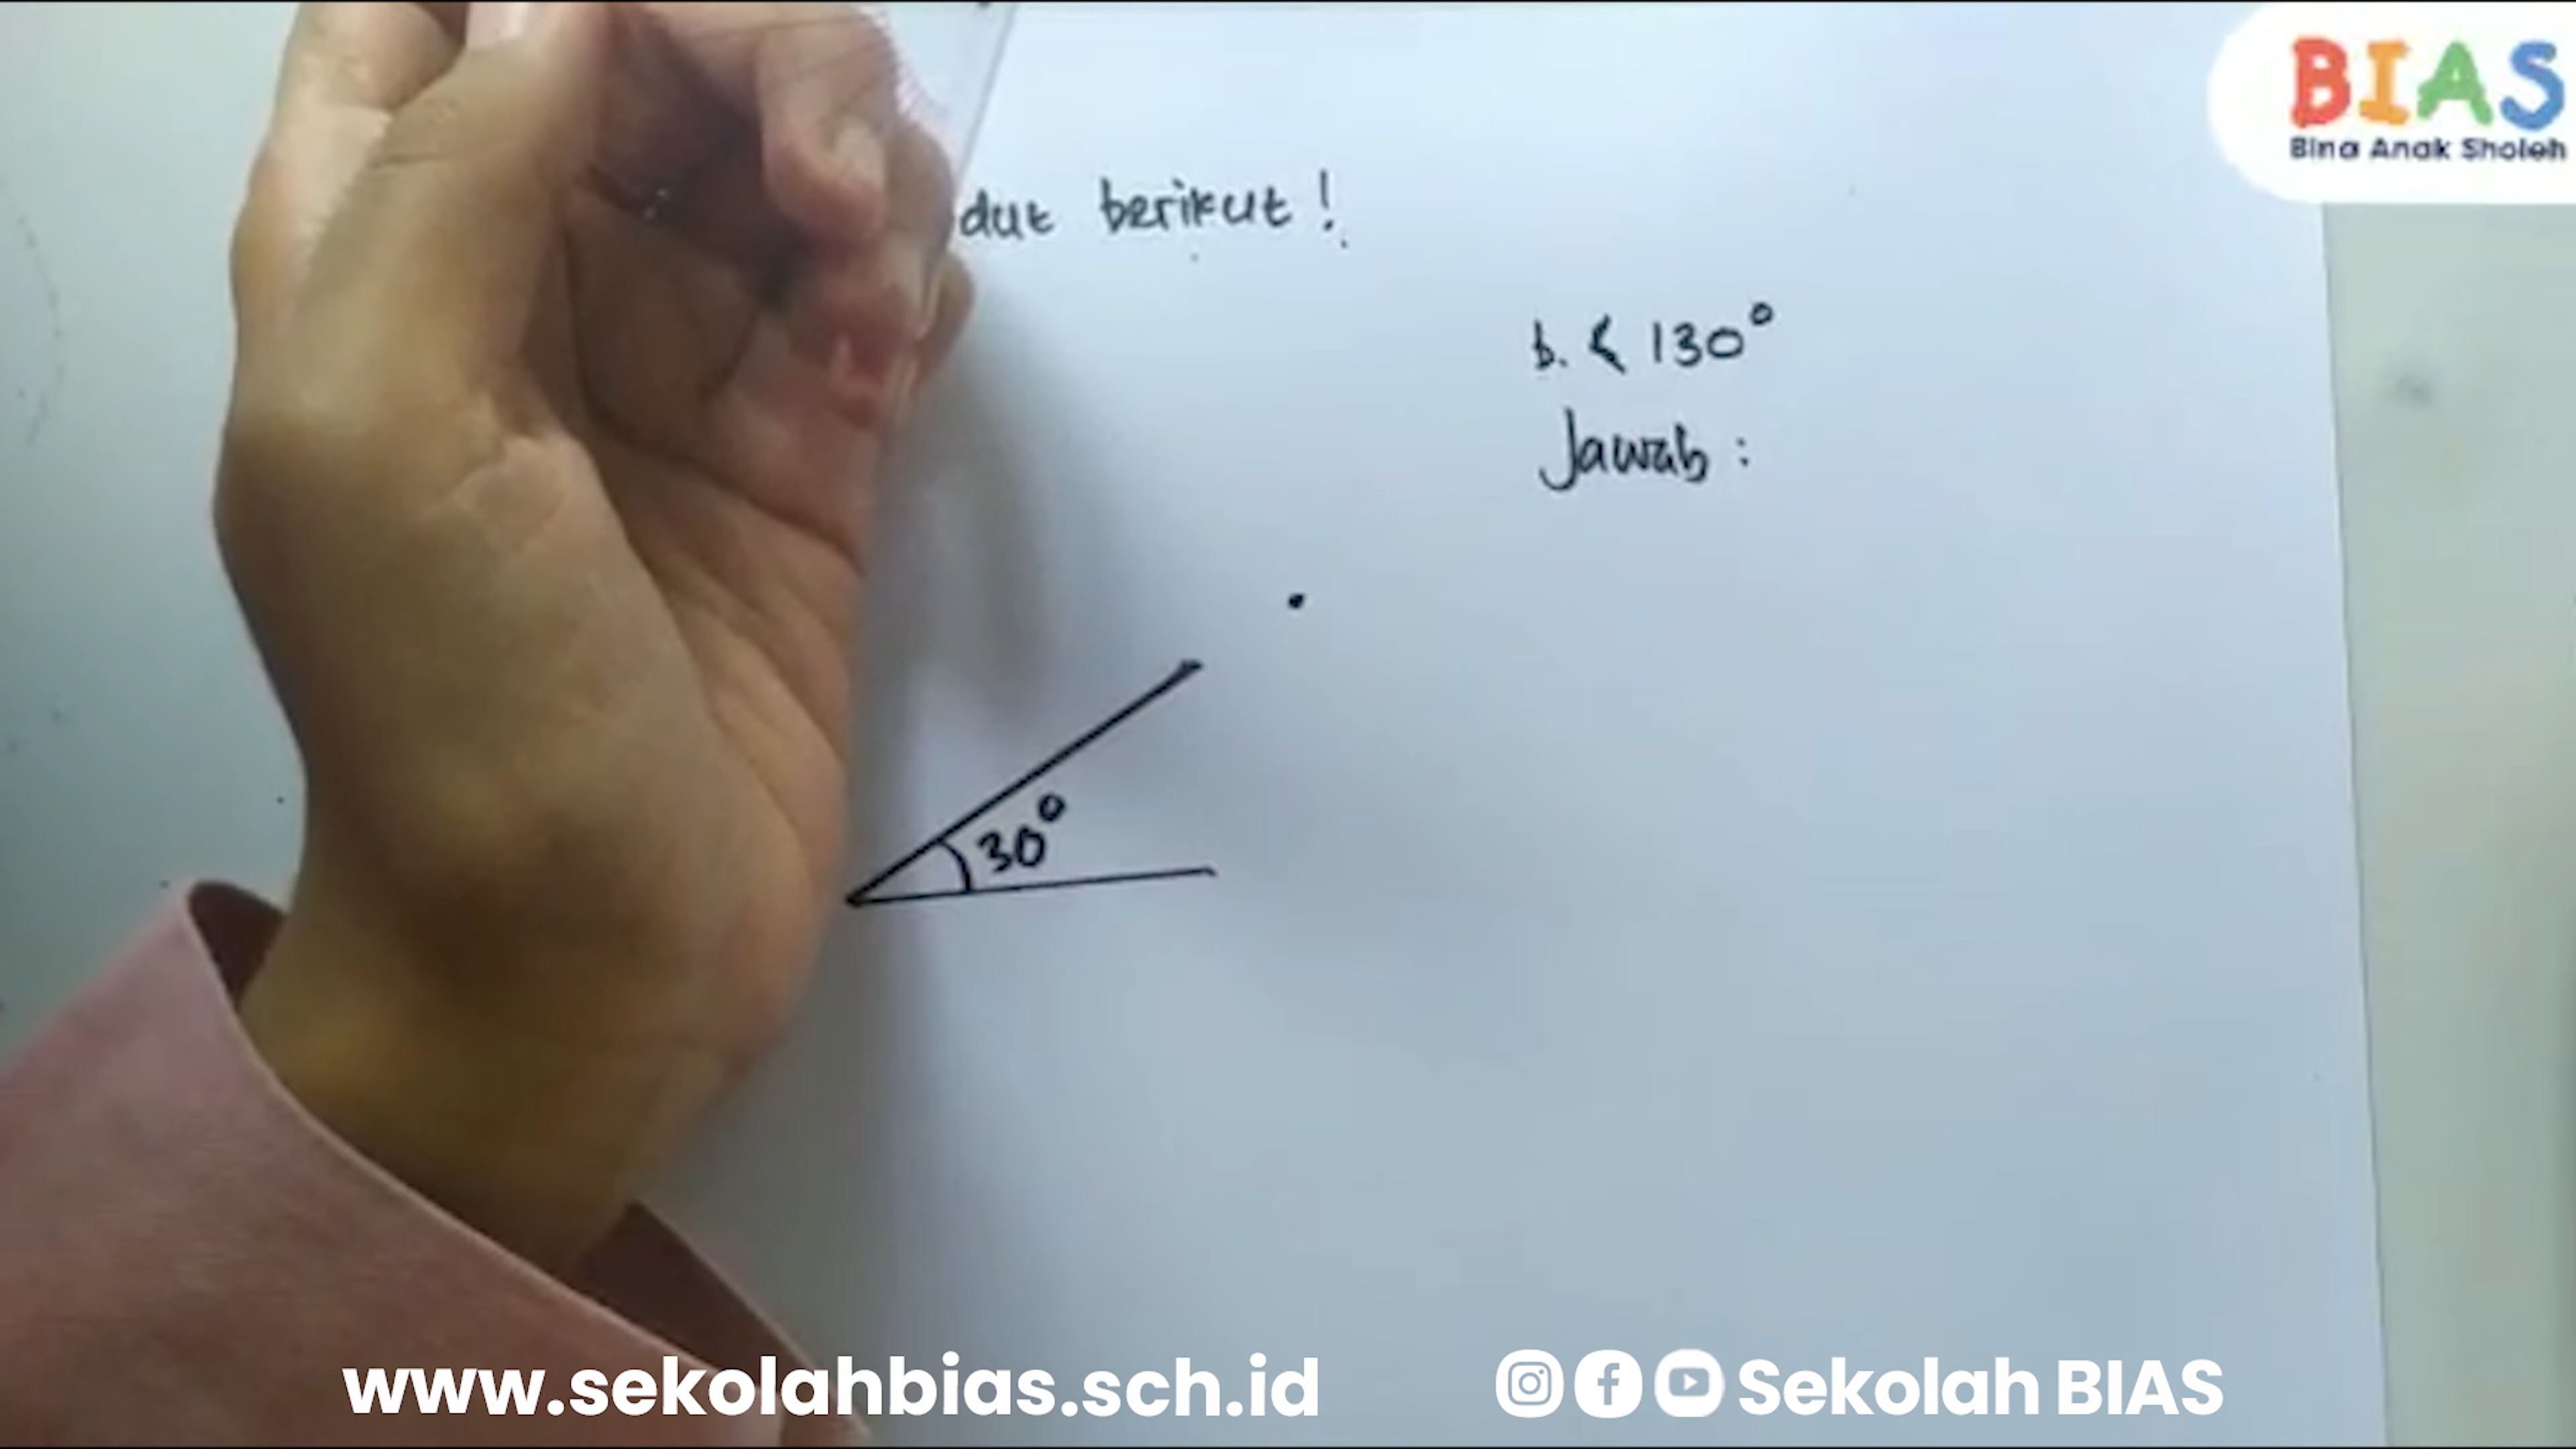 BIAS
Bina Anak Sholeh
dut berikut !
b. < 130°
Jawab :
30°
www.sekolahbias.sch.id
Sekolah BIAS